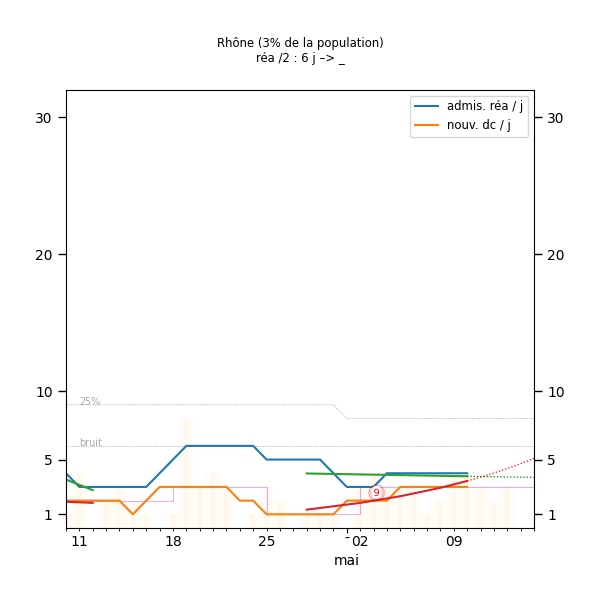 Rhône (3% de la population)
réa /2 : 6 j –> _
admis. réa / j
nouv. dc / j
30
30
20
20
10
10
25%
bruit
5
5
9
1
1
11
18
25
02
09
mai